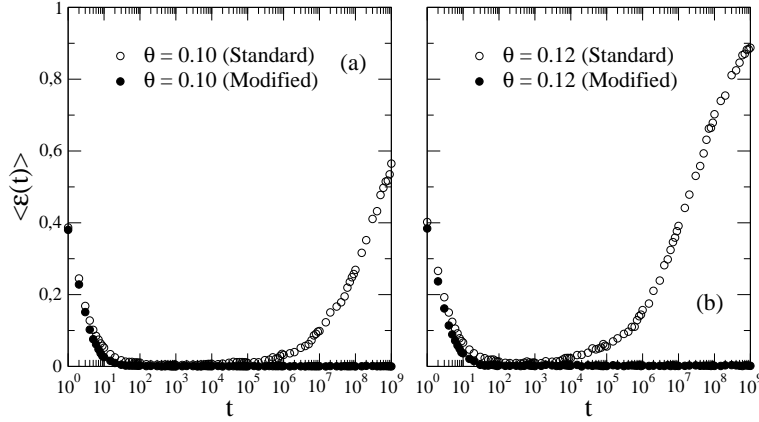 1
0,8
0,6
0,4
0,2
0
<ε(t)>
θ = 0.10 (Standard)
θ = 0.10 (Modified)
(a)
10^0 10^1 10^2 10^3 10^4 10^5 10^6 10^7 10^8 10^9
t
θ = 0.12 (Standard)
θ = 0.12 (Modified)
(b)
10^0 10^1 10^2 10^3 10^4 10^5 10^6 10^7 10^8 10^9
t